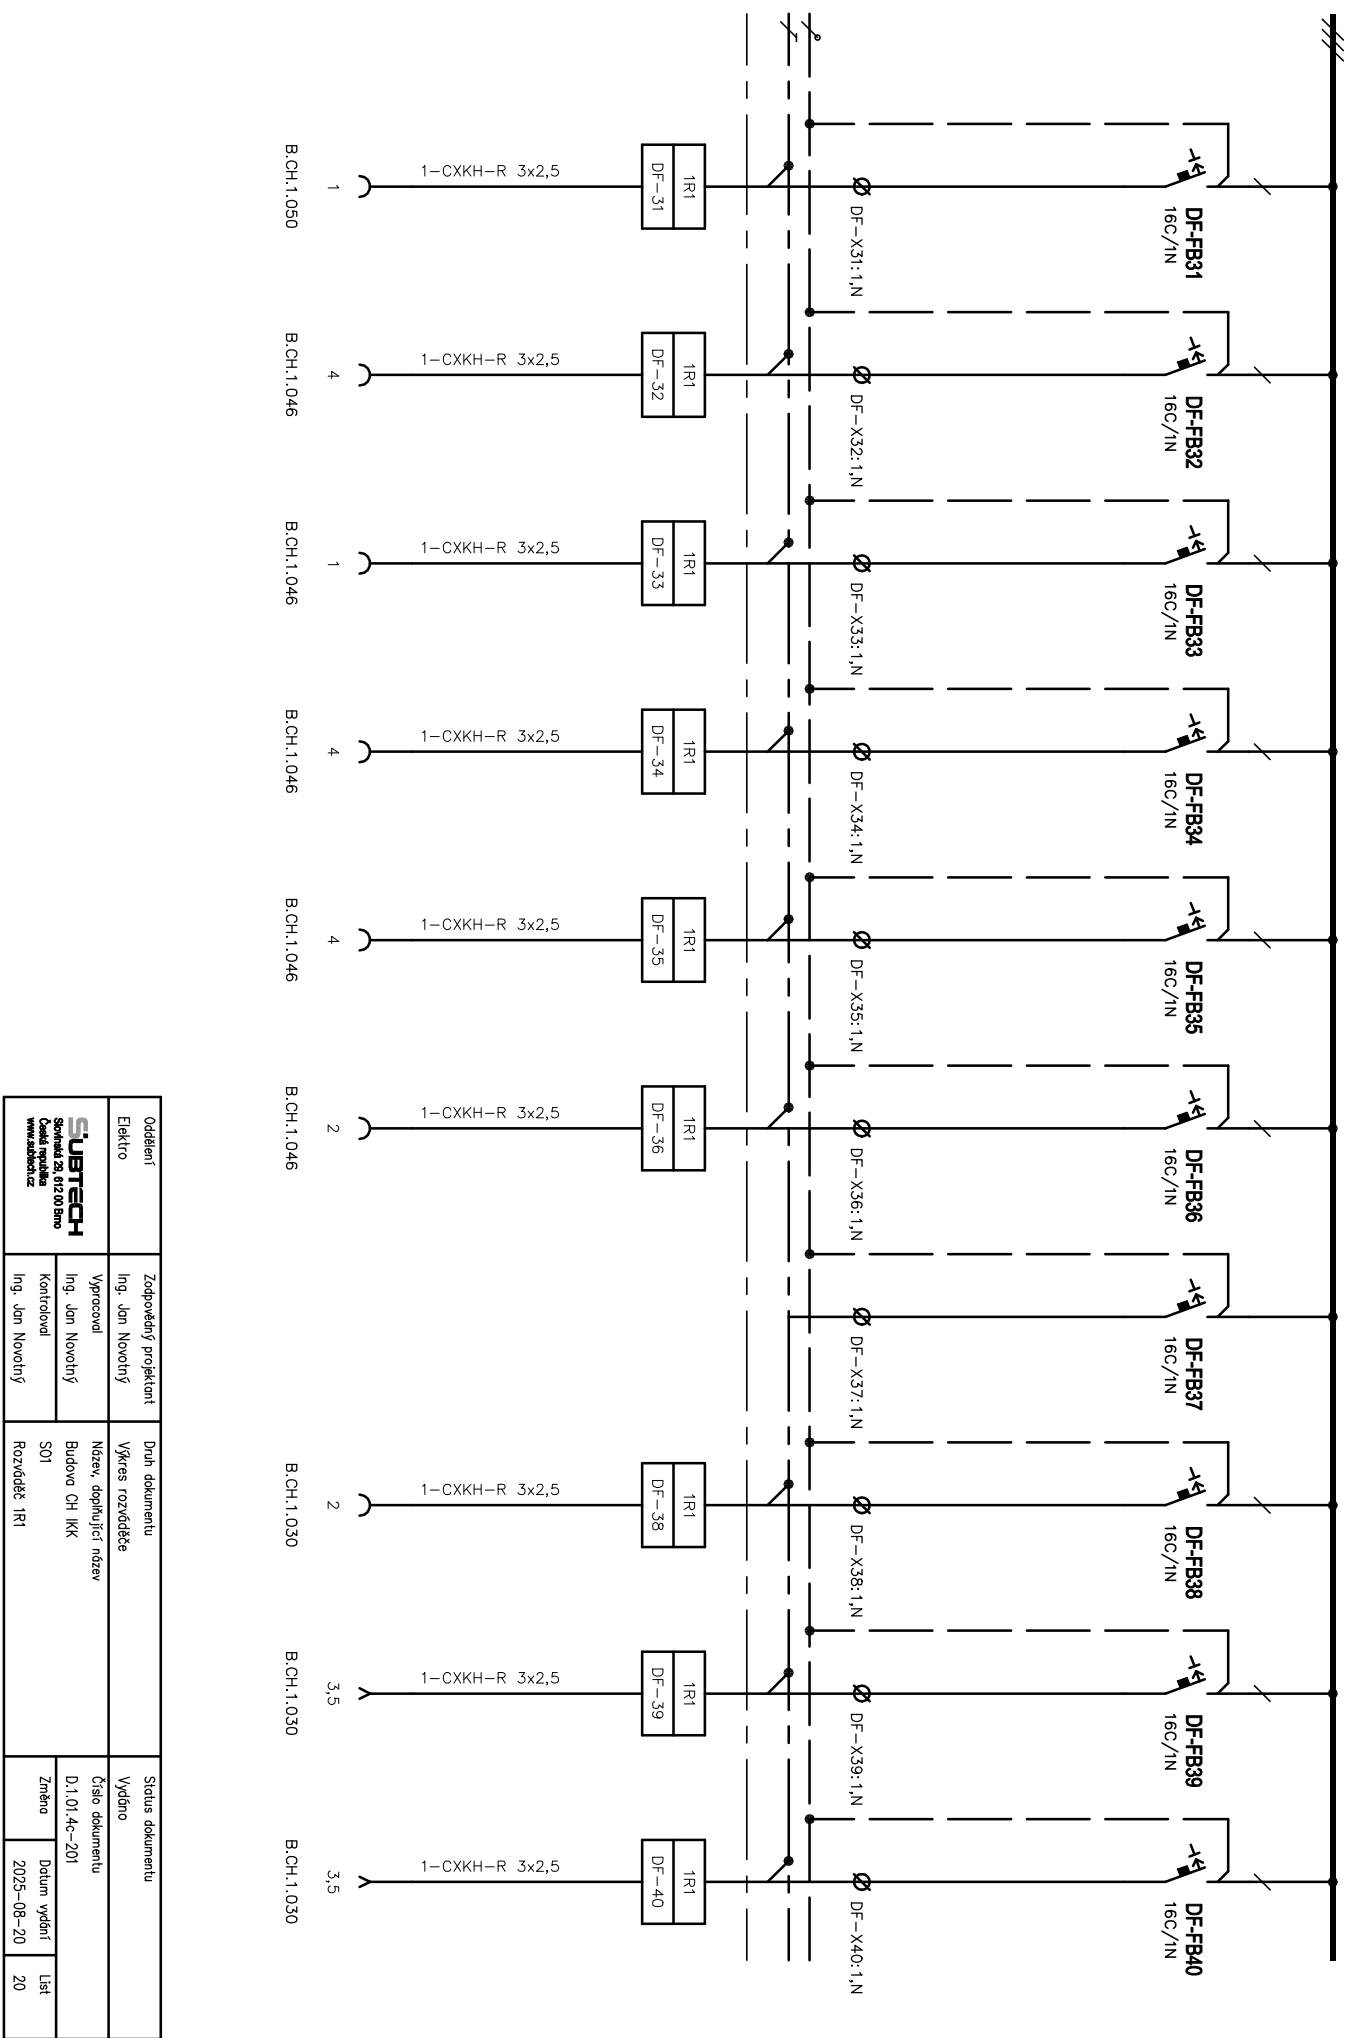 DF-FB31
16C/1N
DF-FB32
16C/1N
DF-FB33
16C/1N
DF-FB34
16C/1N
DF-FB35
16C/1N
DF-FB36
16C/1N
DF-FB37
16C/1N
DF-FB38
16C/1N
DF-FB39
16C/1N
DF-FB40
16C/1N
DF-X31:1,N
DF-X32:1,N
DF-X33:1,N
DF-X34:1,N
DF-X35:1,N
DF-X36:1,N
DF-X37:1,N
DF-X38:1,N
DF-X39:1,N
DF-X40:1,N
1R1
DF-31
1R1
DF-32
1R1
DF-33
1R1
DF-34
1R1
DF-35
1R1
DF-36
1R1
DF-38
1R1
DF-39
1R1
DF-40
1-CXKH-R 3x2,5
1-CXKH-R 3x2,5
1-CXKH-R 3x2,5
1-CXKH-R 3x2,5
1-CXKH-R 3x2,5
1-CXKH-R 3x2,5
1-CXKH-R 3x2,5
1-CXKH-R 3x2,5
1-CXKH-R 3x2,5
1
4
1
4
4
2
2
3,5
3,5
B.CH.1.050
B.CH.1.046
B.CH.1.046
B.CH.1.046
B.CH.1.046
B.CH.1.046
B.CH.1.030
B.CH.1.030
B.CH.1.030
Oddělení
Elektro
SUBTECH
Slovinská 29, 612 00 Brno
Česká republika
www.subtech.cz
Zodpovědný projektant
Ing. Jan Novotný
Vypracoval
Ing. Jan Novotný
Kontroloval
Ing. Jan Novotný
Druh dokumentu
Výkres rozváděče
Název, doplňující název
Budova CH IKK
SO1
Rozváděč 1R1
Status dokumentu
Vydáno
Číslo dokumentu
D.1.01.4c-201
Změna
Datum vydání
2025-08-20
List
20